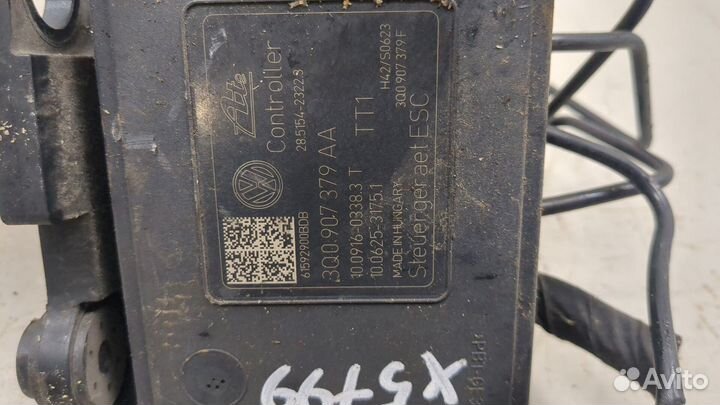 Ate
Controller
28.5154-2322.3
H42/S0623
3Q0 907 379 F
61592900BDB
3Q0 907 379 AA
TT1
10.0916-0338.3 T
10.0625-3175.1
MADE IN HUNGARY
Steuergeraet ESC
X5799
Avito